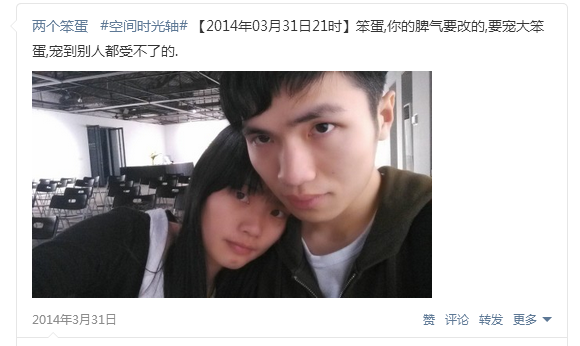 两个笨蛋 #空间时光轴# 【2014年03月31日21时】笨蛋,你的脾气要改的,要宠大笨
蛋,宠到别人都受不了的.
2014年3月31日 赞 评论 转发 更多